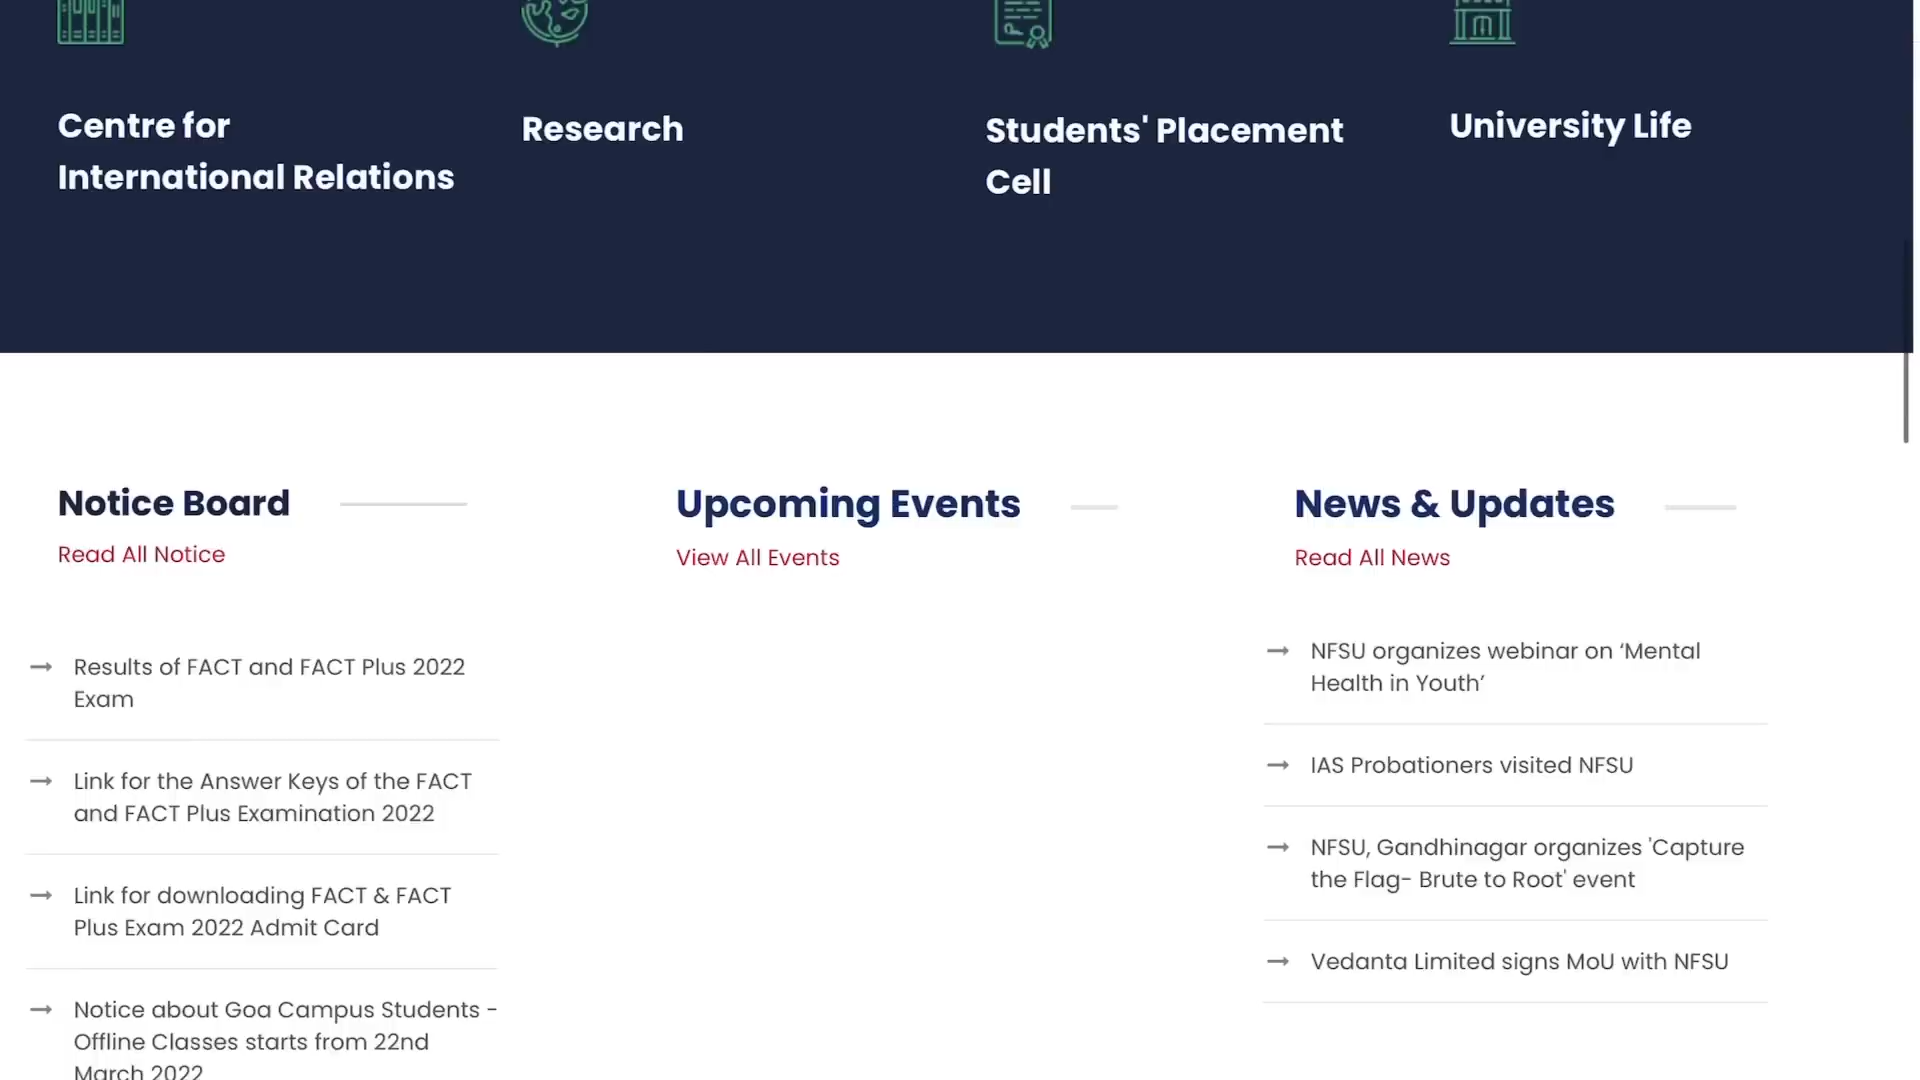 Centre for
International Relations
Research
Students' Placement
Cell
University Life
Notice Board
Read All Notice
Results of FACT and FACT Plus 2022
Exam
Link for the Answer Keys of the FACT
and FACT Plus Examination 2022
Link for downloading FACT & FACT
Plus Exam 2022 Admit Card
Notice about Goa Campus Students -
Offline Classes starts from 22nd
March 2022
Upcoming Events
View All Events
News & Updates
Read All News
NFSU organizes webinar on ‘Mental
Health in Youth’
IAS Probationers visited NFSU
NFSU, Gandhinagar organizes 'Capture
the Flag- Brute to Root' event
Vedanta Limited signs MoU with NFSU